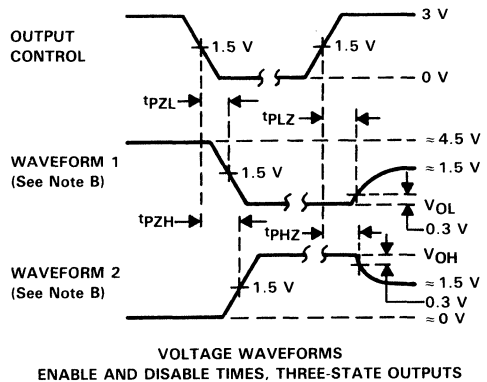 3 V
OUTPUT
CONTROL
1.5 V
1.5 V
0 V
tPZL
tPLZ
≈ 4.5 V
WAVEFORM 1
(See Note B)
1.5 V
≈ 1.5 V
VOL
0.3 V
tPZH
tPHZ
VOH
WAVEFORM 2
(See Note B)
1.5 V
≈ 1.5 V
0.3 V
≈ 0 V
VOLTAGE WAVEFORMS
ENABLE AND DISABLE TIMES, THREE-STATE OUTPUTS